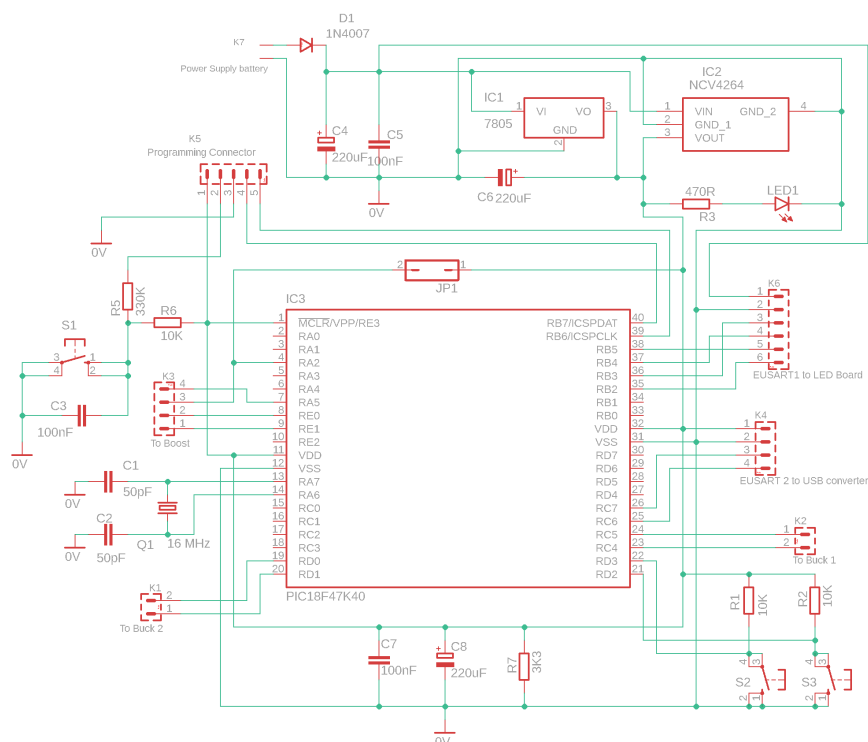 D1
1N4007
K7
Power Supply battery
IC2
NCV4264
IC1
7805
1 VI VO 3
GND
2
1 VIN GND_2 4
2 GND_1
3 VOUT
C4
220uF
C5
100nF
K5
Programming Connector
1 2 3 4 5
C6 220uF
0V
470R
R3
LED1
0V
R5
330K
R6
10K
2 1
JP1
IC3
S1
3 1
4 2
C3
100nF
0V
K3
4
3
2
1
To Boost
1 MCLR/VPP/RE3 RB7/ICSPDAT 40
2 RA0 RB6/ICSPCLK 39
3 RA1 RB5 38
4 RA2 RB4 37
5 RA3 RB3 36
6 RA4 RB2 35
7 RA5 RB1 34
8 RE0 RB0 33
9 RE1 VDD 32
10 RE2 VSS 31
11 VDD RD7 30
12 VSS RD6 29
13 RA7 RD5 28
14 RA6 RD4 27
15 RC0 RC7 26
16 RC1 RC6 25
17 RC2 RC5 24
18 RC3 RC4 23
19 RD0 RD3 22
20 RD1 RD2 21
PIC18F47K40
K6
1
2
3
4
5
6
EUSART1 to LED Board
K4
1
2
3
4
EUSART 2 to USB converter
C1
50pF
0V
C2
50pF
0V
Q1 16 MHz
K2
1
2
To Buck 1
K1
2
1
To Buck 2
R1
10K
R2
10K
C7
100nF
C8
220uF
R7
3K3
S2
4 3
2 1
S3
4 3
2 1
0V